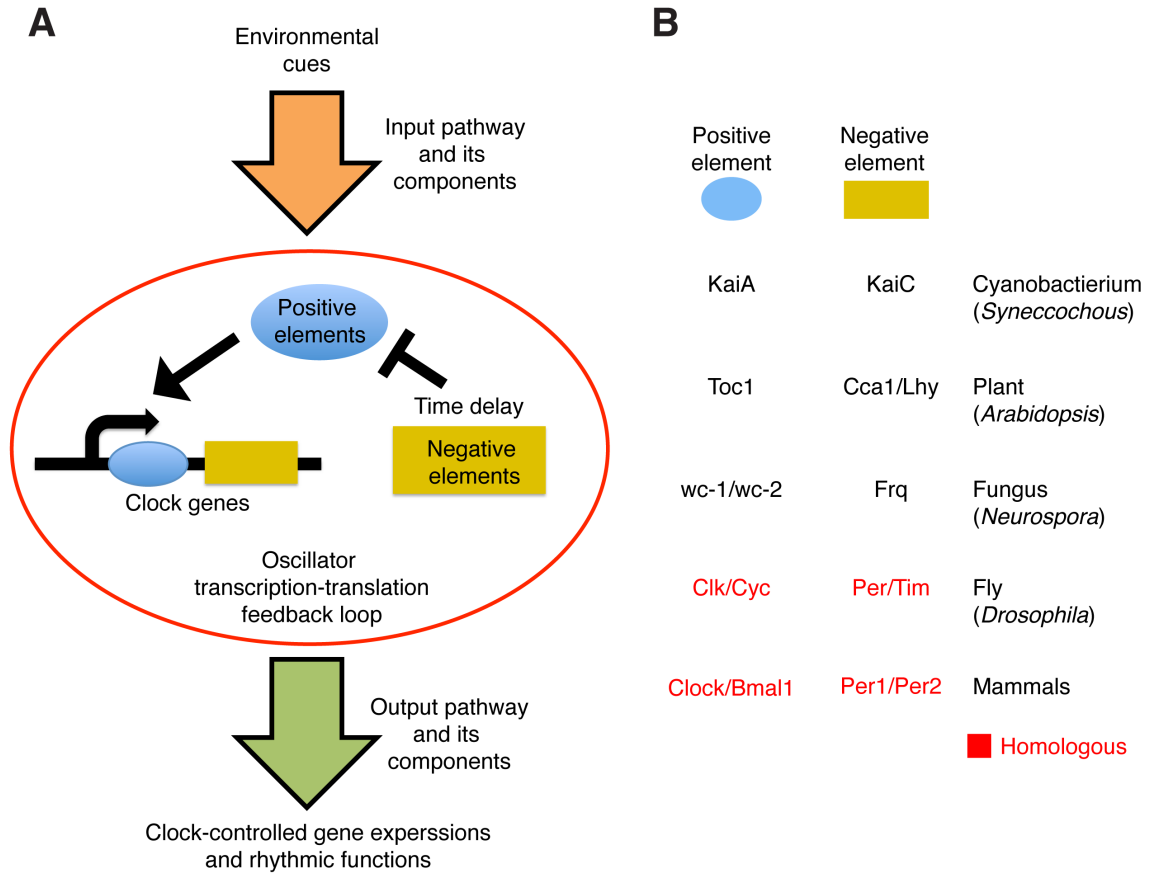 A
Environmental
cues
Input pathway
and its
components
Positive
elements
Time delay
Negative
elements
Clock genes
Oscillator
transcription-translation
feedback loop
Output pathway
and its
components
Clock-controlled gene experssions
and rhythmic functions
B
Positive
element
Negative
element
KaiA KaiC Cyanobactierium
(Syneccochous)
Toc1 Cca1/Lhy Plant
(Arabidopsis)
wc-1/wc-2 Frq Fungus
(Neurospora)
Clk/Cyc Per/Tim Fly
(Drosophila)
Clock/Bmal1 Per1/Per2 Mammals
Homologous